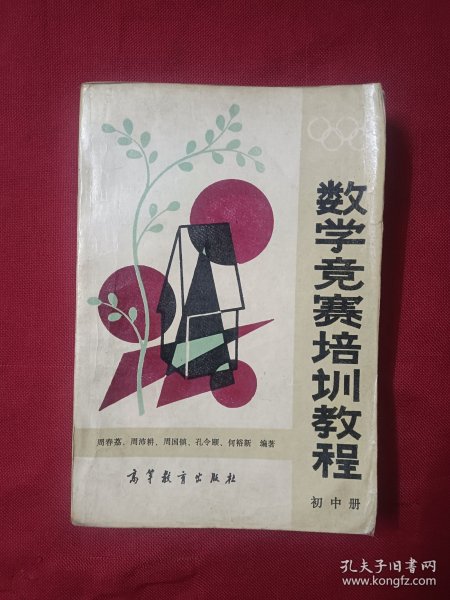 数学竞赛培训教程
初中册
周春荔、周沛耕、周国镇、孔令颐、何裕新 编著
高等教育出版社
孔夫子旧书网
www.kongfz.com